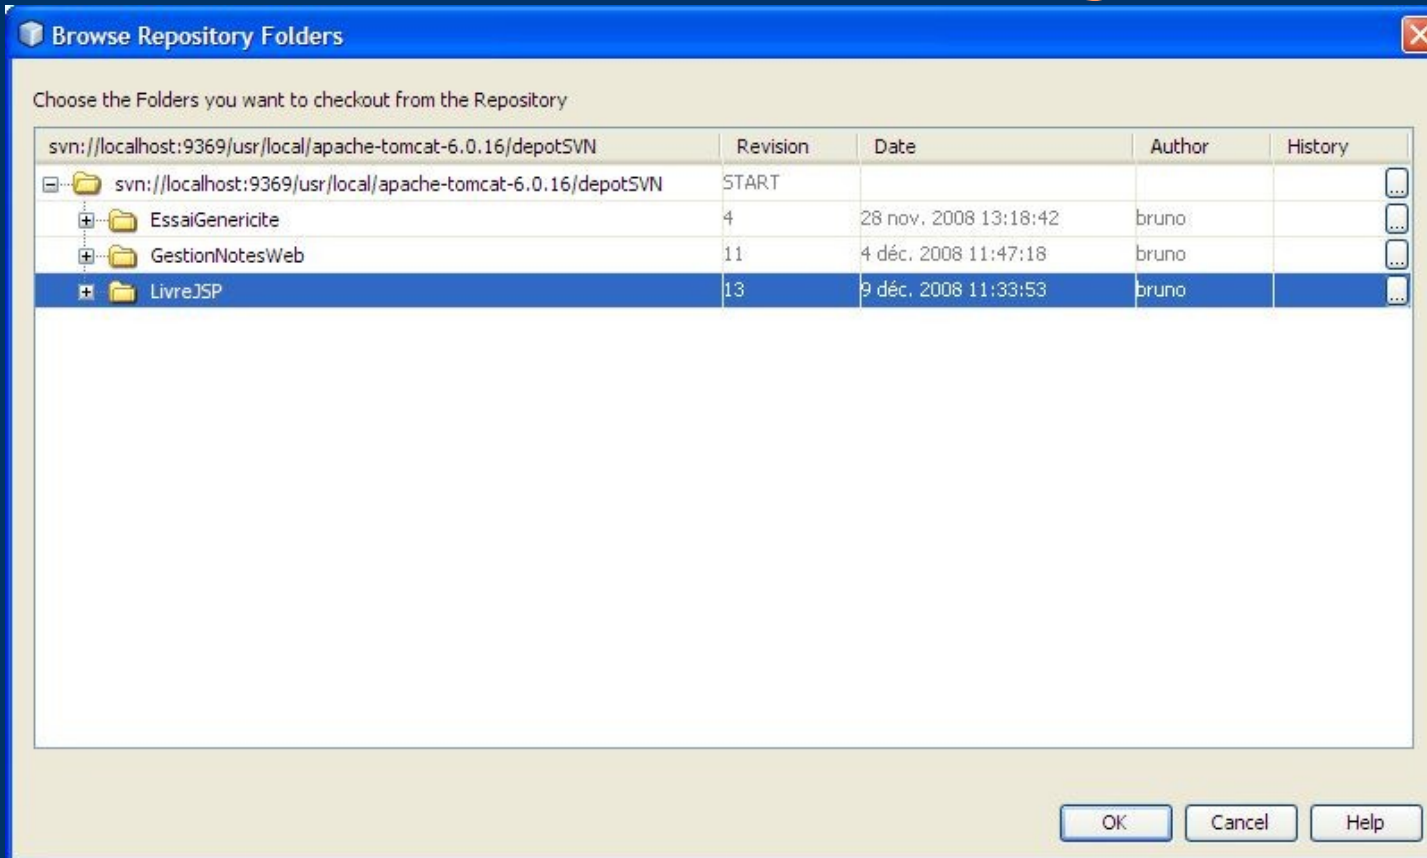 Browse Repository Folders
Choose the Folders you want to checkout from the Repository
svn://localhost:9369/usr/local/apache-tomcat-6.0.16/depotSVN Revision Date Author History
svn://localhost:9369/usr/local/apache-tomcat-6.0.16/depotSVN START ...
EssaiGenericite 4 28 nov. 2008 13:18:42 bruno ...
GestionNotesWeb 11 4 déc. 2008 11:47:18 bruno ...
LivreJSP 13 9 déc. 2008 11:33:53 bruno ...
OK Cancel Help